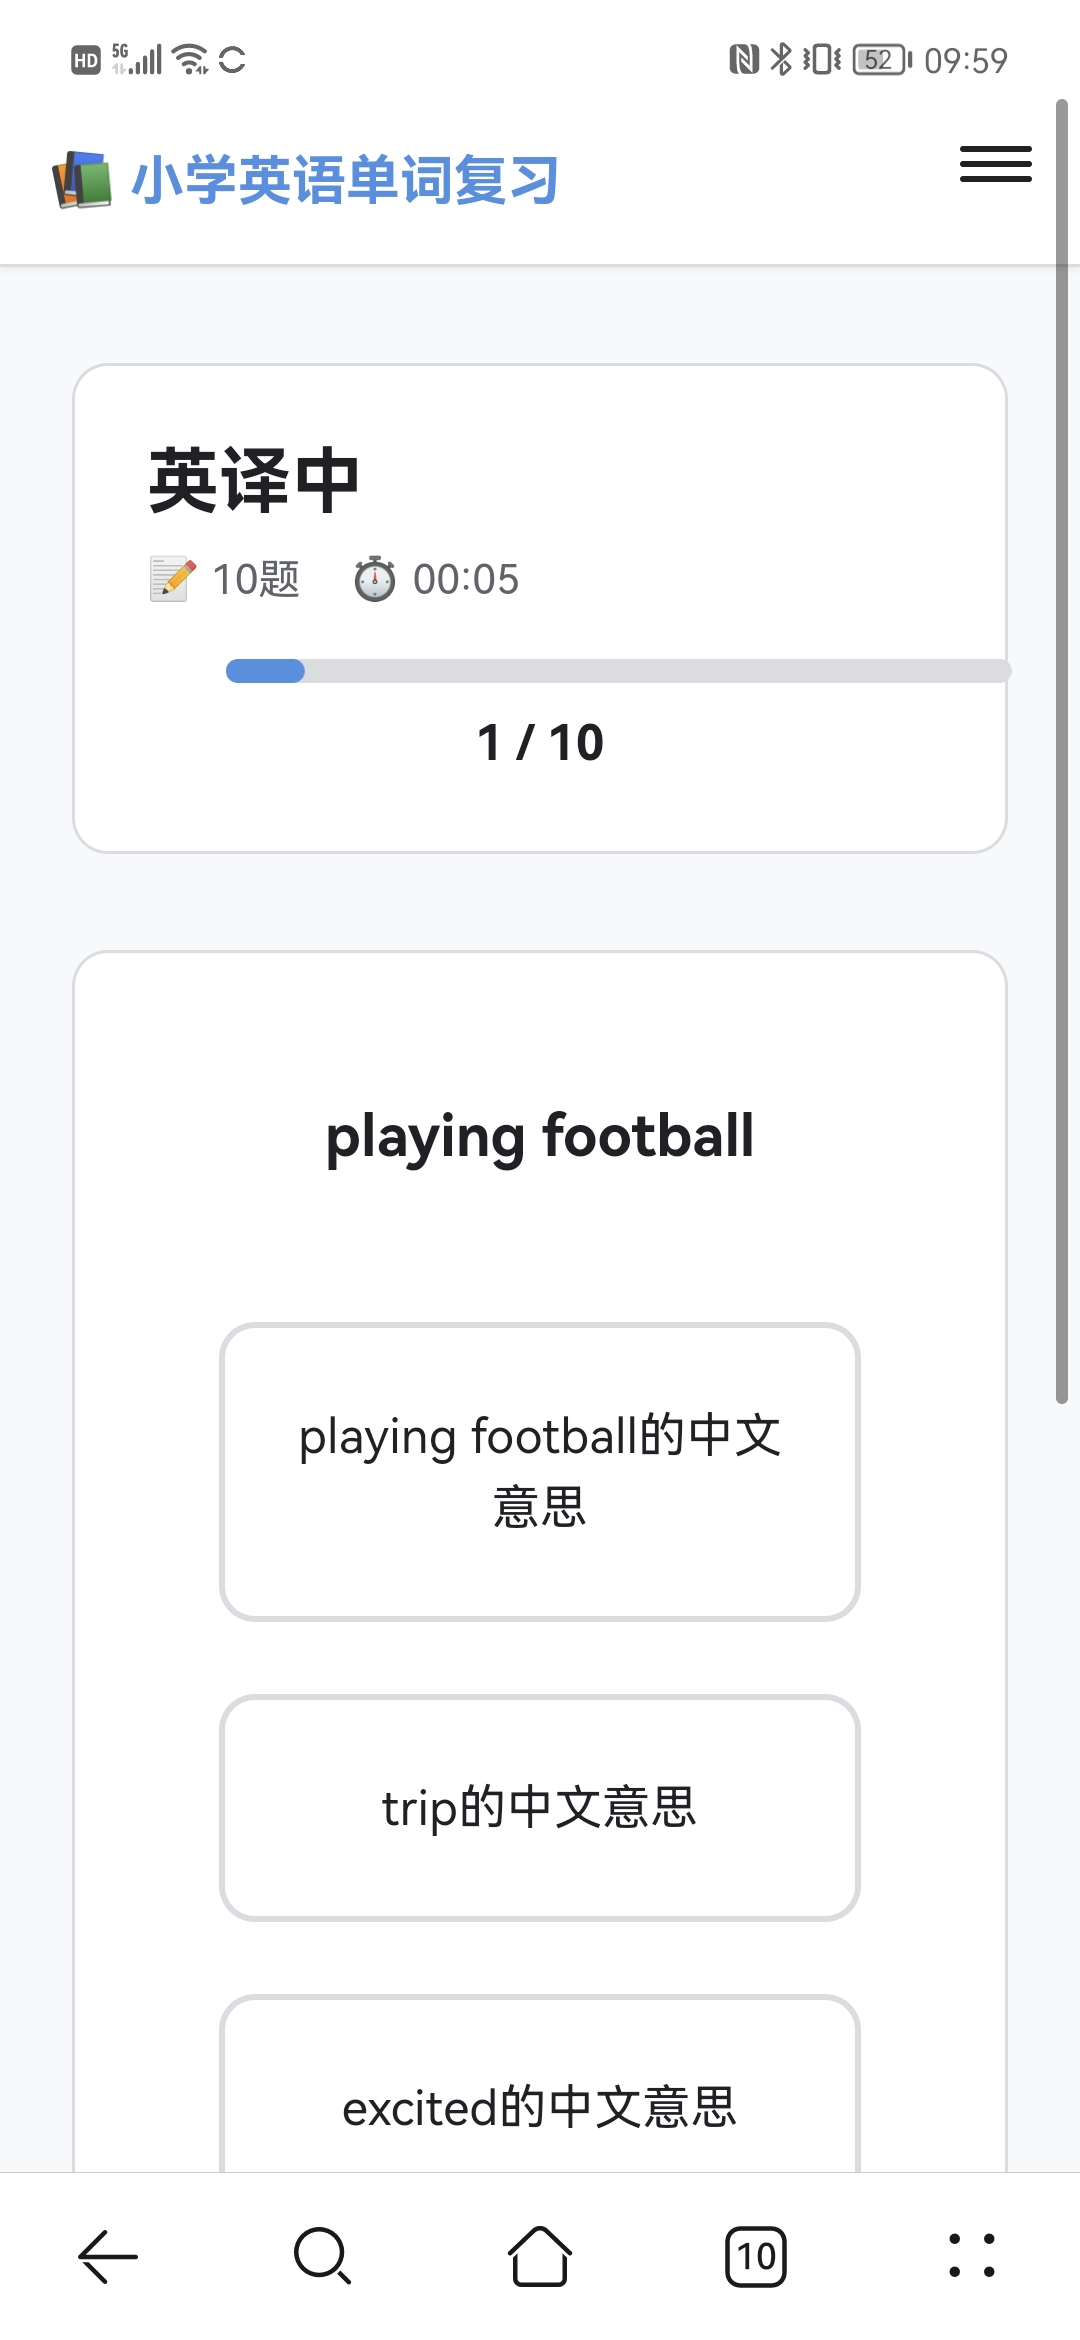 HD 5G 52 09:59
小学英语单词复习
英译中
10题 00:05
1 / 10
playing football
playing football的中文
意思
trip的中文意思
excited的中文意思
10